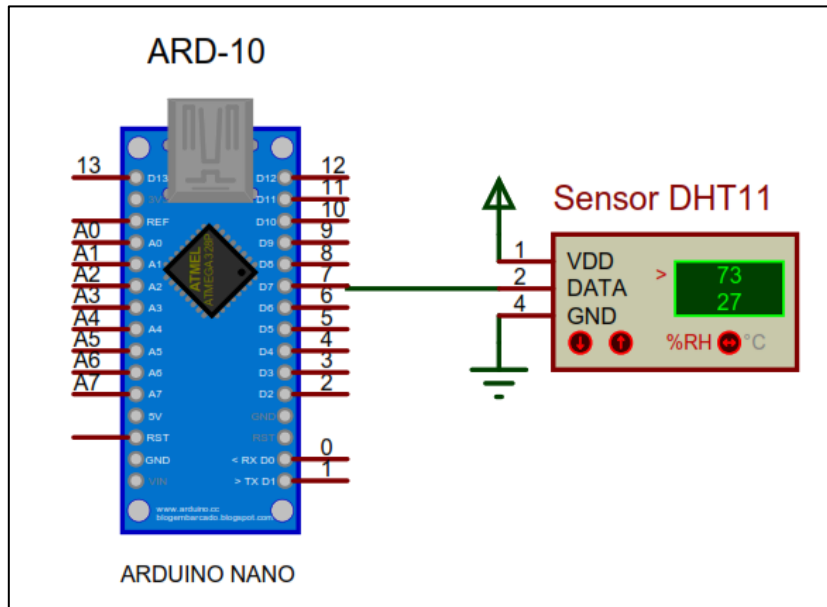 ARD-10
13
12
11
10
A0
9
A1
8
A2
7
A3
6
A4
5
A5
4
A6
3
A7
2
0
1
D13
3V
REF
A0
A1
A2
A3
A4
A5
A6
A7
5V
RST
GND
VIN
D12
D11
D10
D9
D8
D7
D6
D5
D4
D3
D2
GND
RST
< RX D0
> TX D1
ATMEL
ATMEGA328P
www.arduino.cc
blogembarcado.blogspot.com
ARDUINO NANO
Sensor DHT11
1 VDD
2 DATA
4 GND
>
73
27
%RH °C